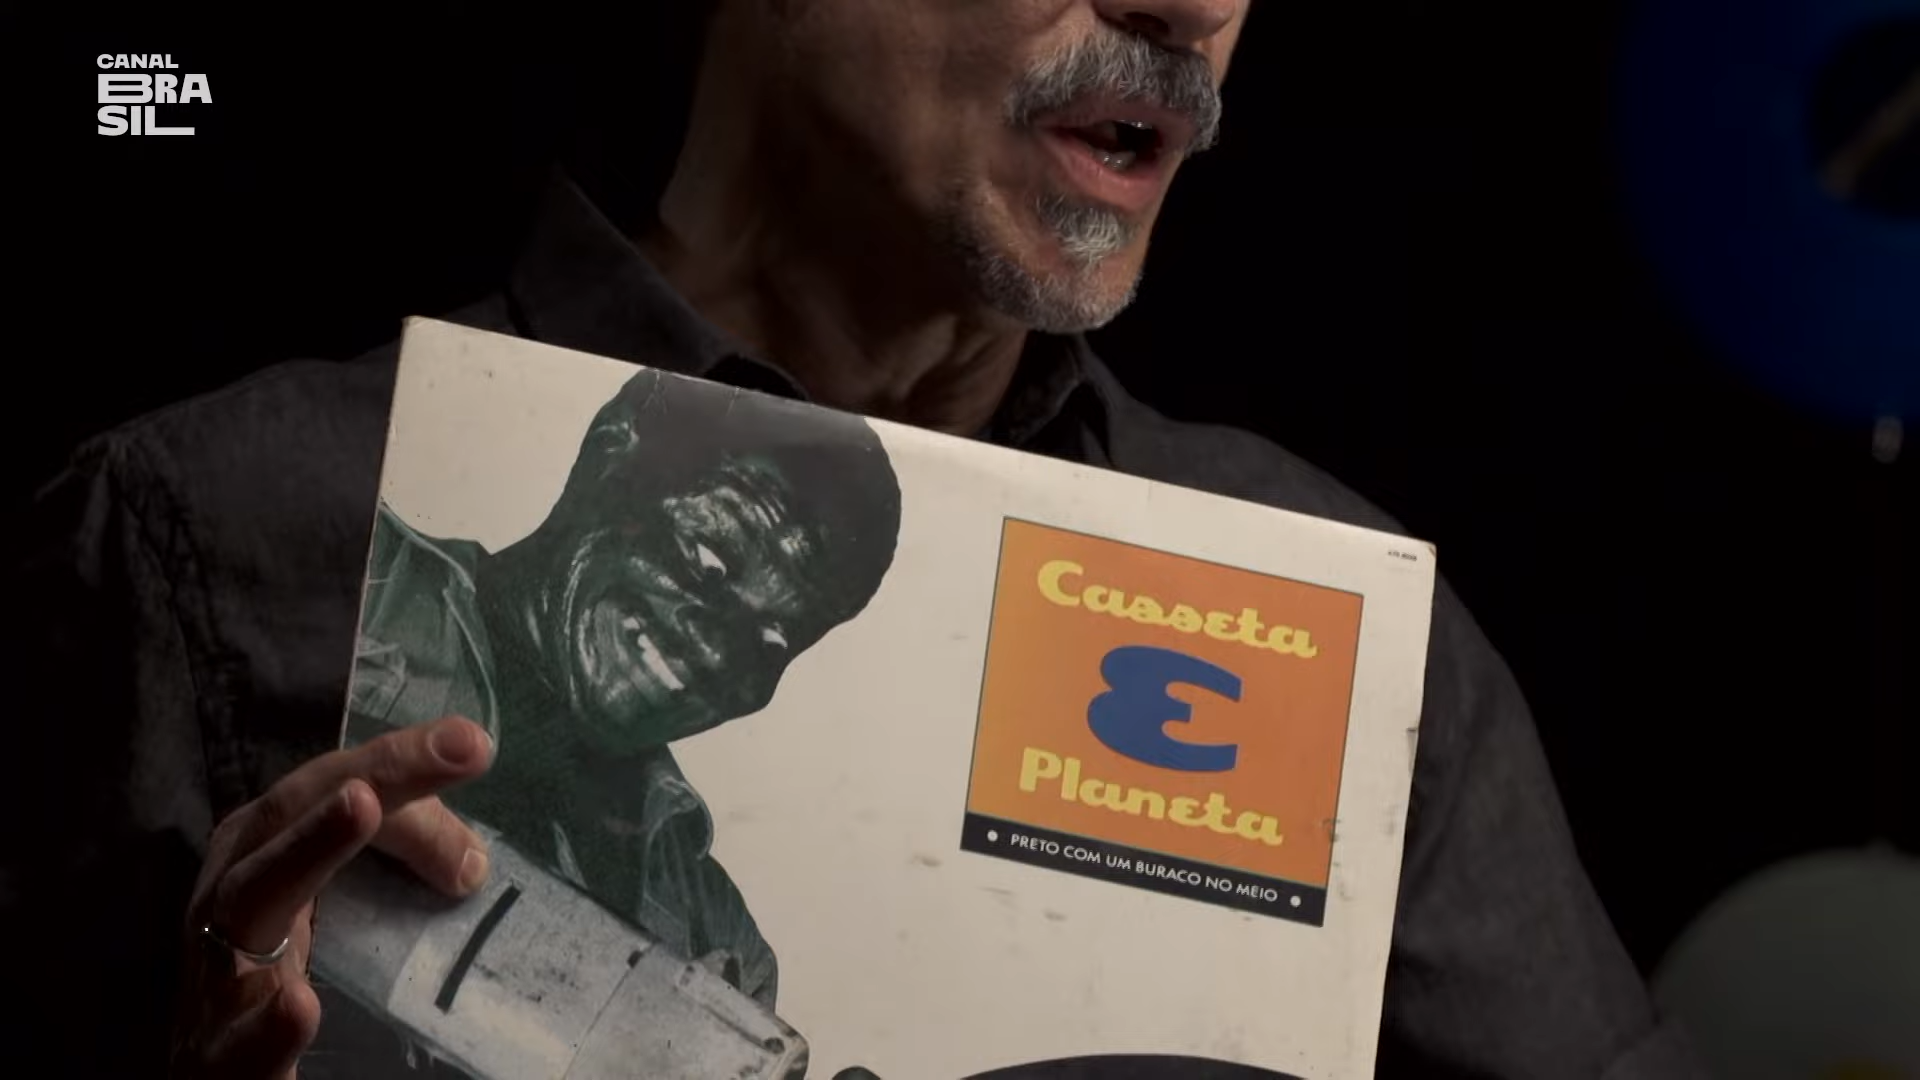 CANAL
BRA
SIL
Casseta
E
Planeta
• PRETO COM UM BURACO NO MEIO •